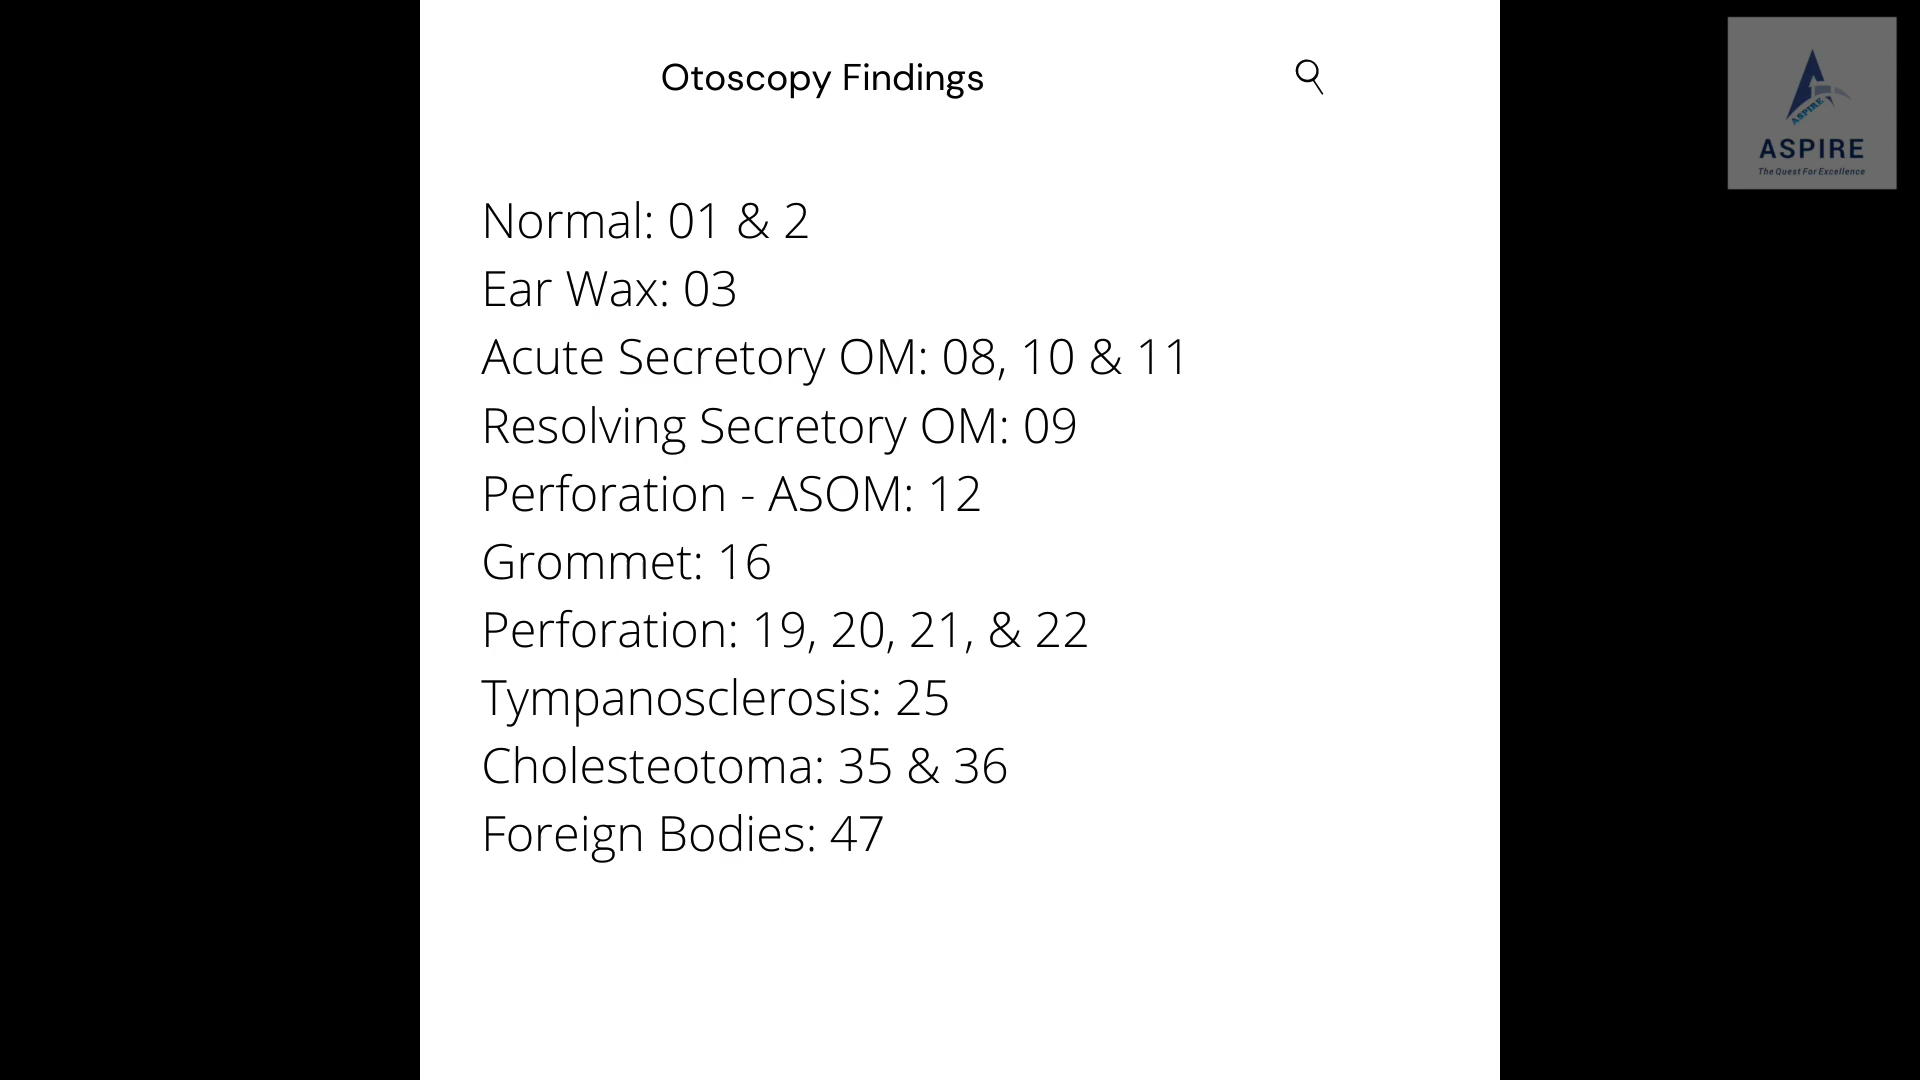 Otoscopy Findings
Normal: 01 & 2
Ear Wax: 03
Acute Secretory OM: 08, 10 & 11
Resolving Secretory OM: 09
Perforation - ASOM: 12
Grommet: 16
Perforation: 19, 20, 21, & 22
Tympanosclerosis: 25
Cholesteotoma: 35 & 36
Foreign Bodies: 47
ASPIRE
ASPIRE
The Quest For Excellence